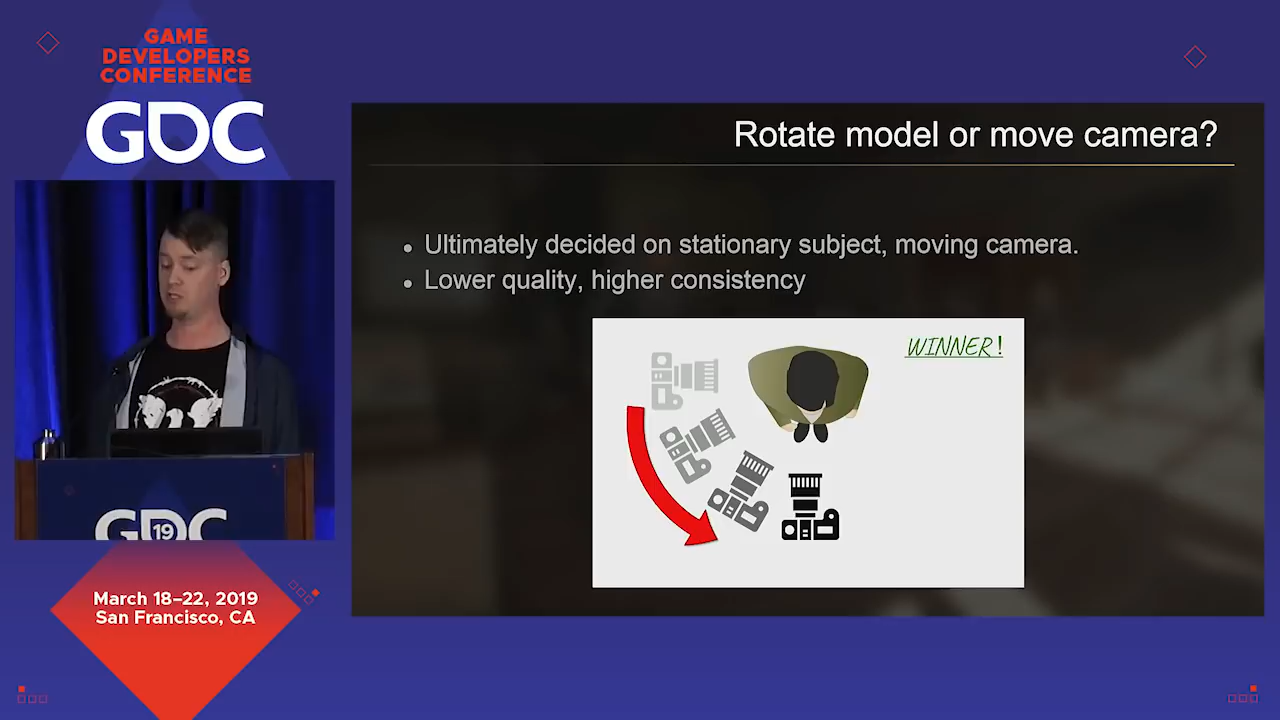 GAME
DEVELOPERS
CONFERENCE
GDC
Rotate model or move camera?
Ultimately decided on stationary subject, moving camera.
Lower quality, higher consistency
WINNER!
GDC
19
March 18–22, 2019
San Francisco, CA